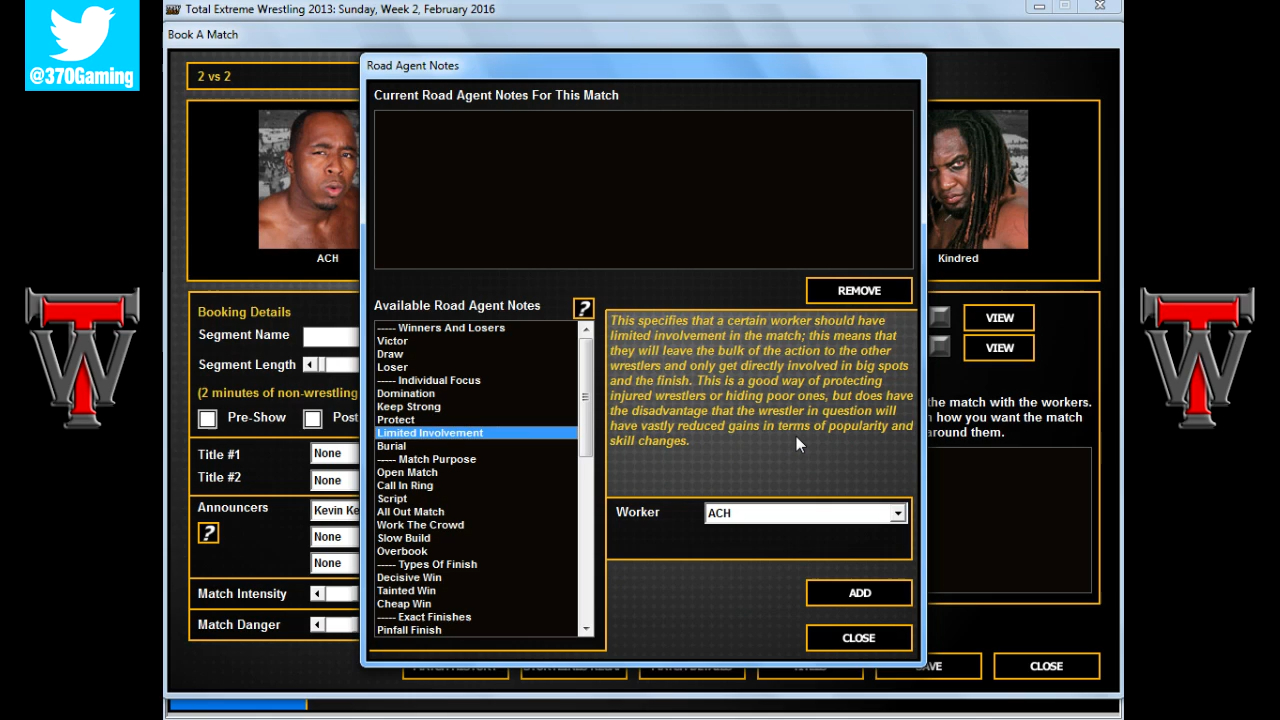 Total Extreme Wrestling 2013: Sunday, Week 2, February 2016
@370Gaming
Book A Match
2 vs 2
ACH
Kindred
Booking Details
Segment Name
Segment Length
(2 minutes of non-wrestling
Pre-Show
Post
Title #1
None
Title #2
None
Announcers
Kevin Ke
?
None
None
Match Intensity
Match Danger
Road Agent Notes
Current Road Agent Notes For This Match
REMOVE
Available Road Agent Notes
?
----- Winners And Losers
Victor
Draw
Loser
----- Individual Focus
Domination
Keep Strong
Protect
Limited Involvement
Burial
----- Match Purpose
Open Match
Call In Ring
Script
All Out Match
Work The Crowd
Slow Build
Overbook
----- Types Of Finish
Decisive Win
Tainted Win
Cheap Win
----- Exact Finishes
Pinfall Finish
This specifies that a certain worker should have
limited involvement in the match; this means that
they will leave the bulk of the action to the other
wrestlers and only get directly involved in big spots
and the finish. This is a good way of protecting
injured wrestlers or hiding poor ones, but does have
the disadvantage that the wrestler in question will
have vastly reduced gains in terms of popularity and
skill changes.
Worker
ACH
ADD
CLOSE
VIEW
VIEW
the match with the workers.
how you want the match
around them.
CLOSE